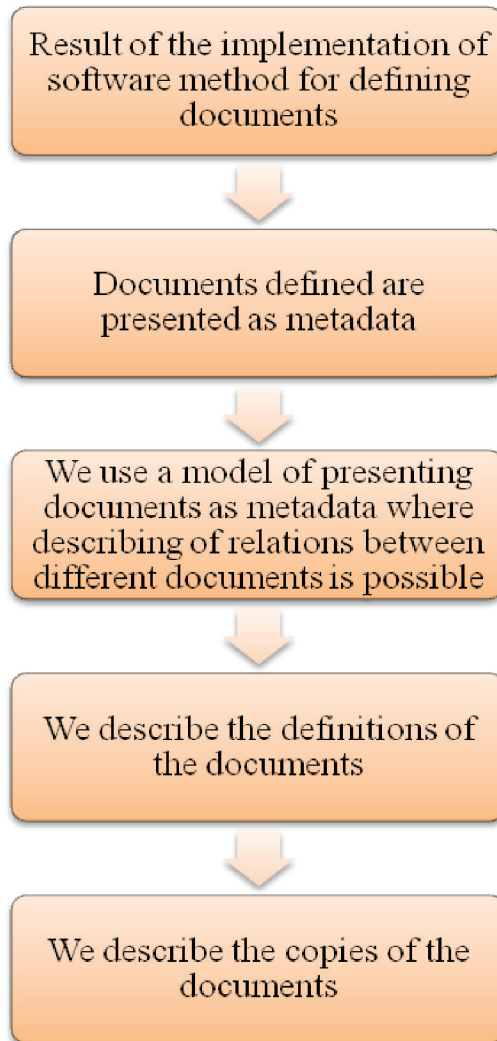 Result of the implementation of
software method for defining
documents
Documents defined are
presented as metadata
We use a model of presenting
documents as metadata where
describing of relations between
different documents is possible
We describe the definitions of
the documents
We describe the copies of the
documents